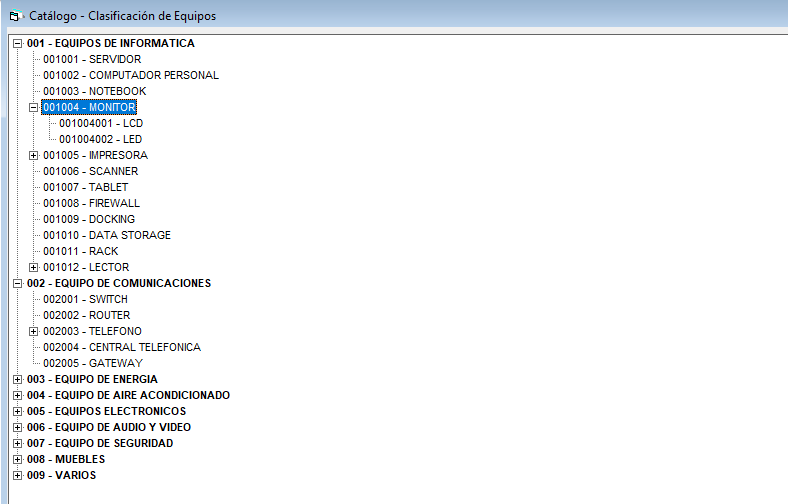 Catálogo - Clasificación de Equipos
001 - EQUIPOS DE INFORMATICA
001001 - SERVIDOR
001002 - COMPUTADOR PERSONAL
001003 - NOTEBOOK
001004 - MONITOR
001004001 - LCD
001004002 - LED
001005 - IMPRESORA
001006 - SCANNER
001007 - TABLET
001008 - FIREWALL
001009 - DOCKING
001010 - DATA STORAGE
001011 - RACK
001012 - LECTOR
002 - EQUIPO DE COMUNICACIONES
002001 - SWITCH
002002 - ROUTER
002003 - TELEFONO
002004 - CENTRAL TELEFONICA
002005 - GATEWAY
003 - EQUIPO DE ENERGIA
004 - EQUIPO DE AIRE ACONDICIONADO
005 - EQUIPOS ELECTRONICOS
006 - EQUIPO DE AUDIO Y VIDEO
007 - EQUIPO DE SEGURIDAD
008 - MUEBLES
009 - VARIOS